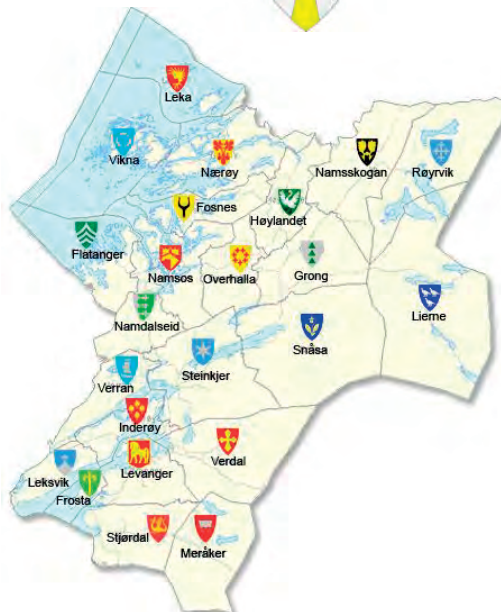 Leka
Vikna
Nærøy
Namsskogan
Røyrvik
Fosnes
Høylandet
Flatanger
Namsos
Overhalla
Grong
Lierne
Namdalseid
Snåsa
Steinkjer
Verran
Inderøy
Verdal
Levanger
Leksvik
Frosta
Stjørdal
Meråker